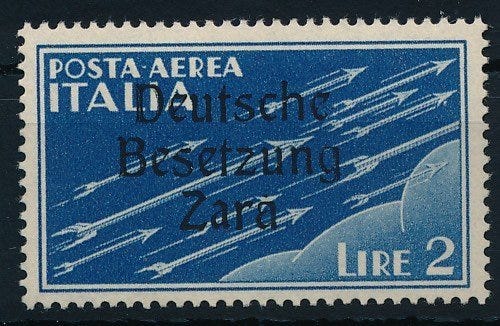 POSTA-AEREA
ITALIA
Deutsche
Besetzung
Zara
LIRE 2